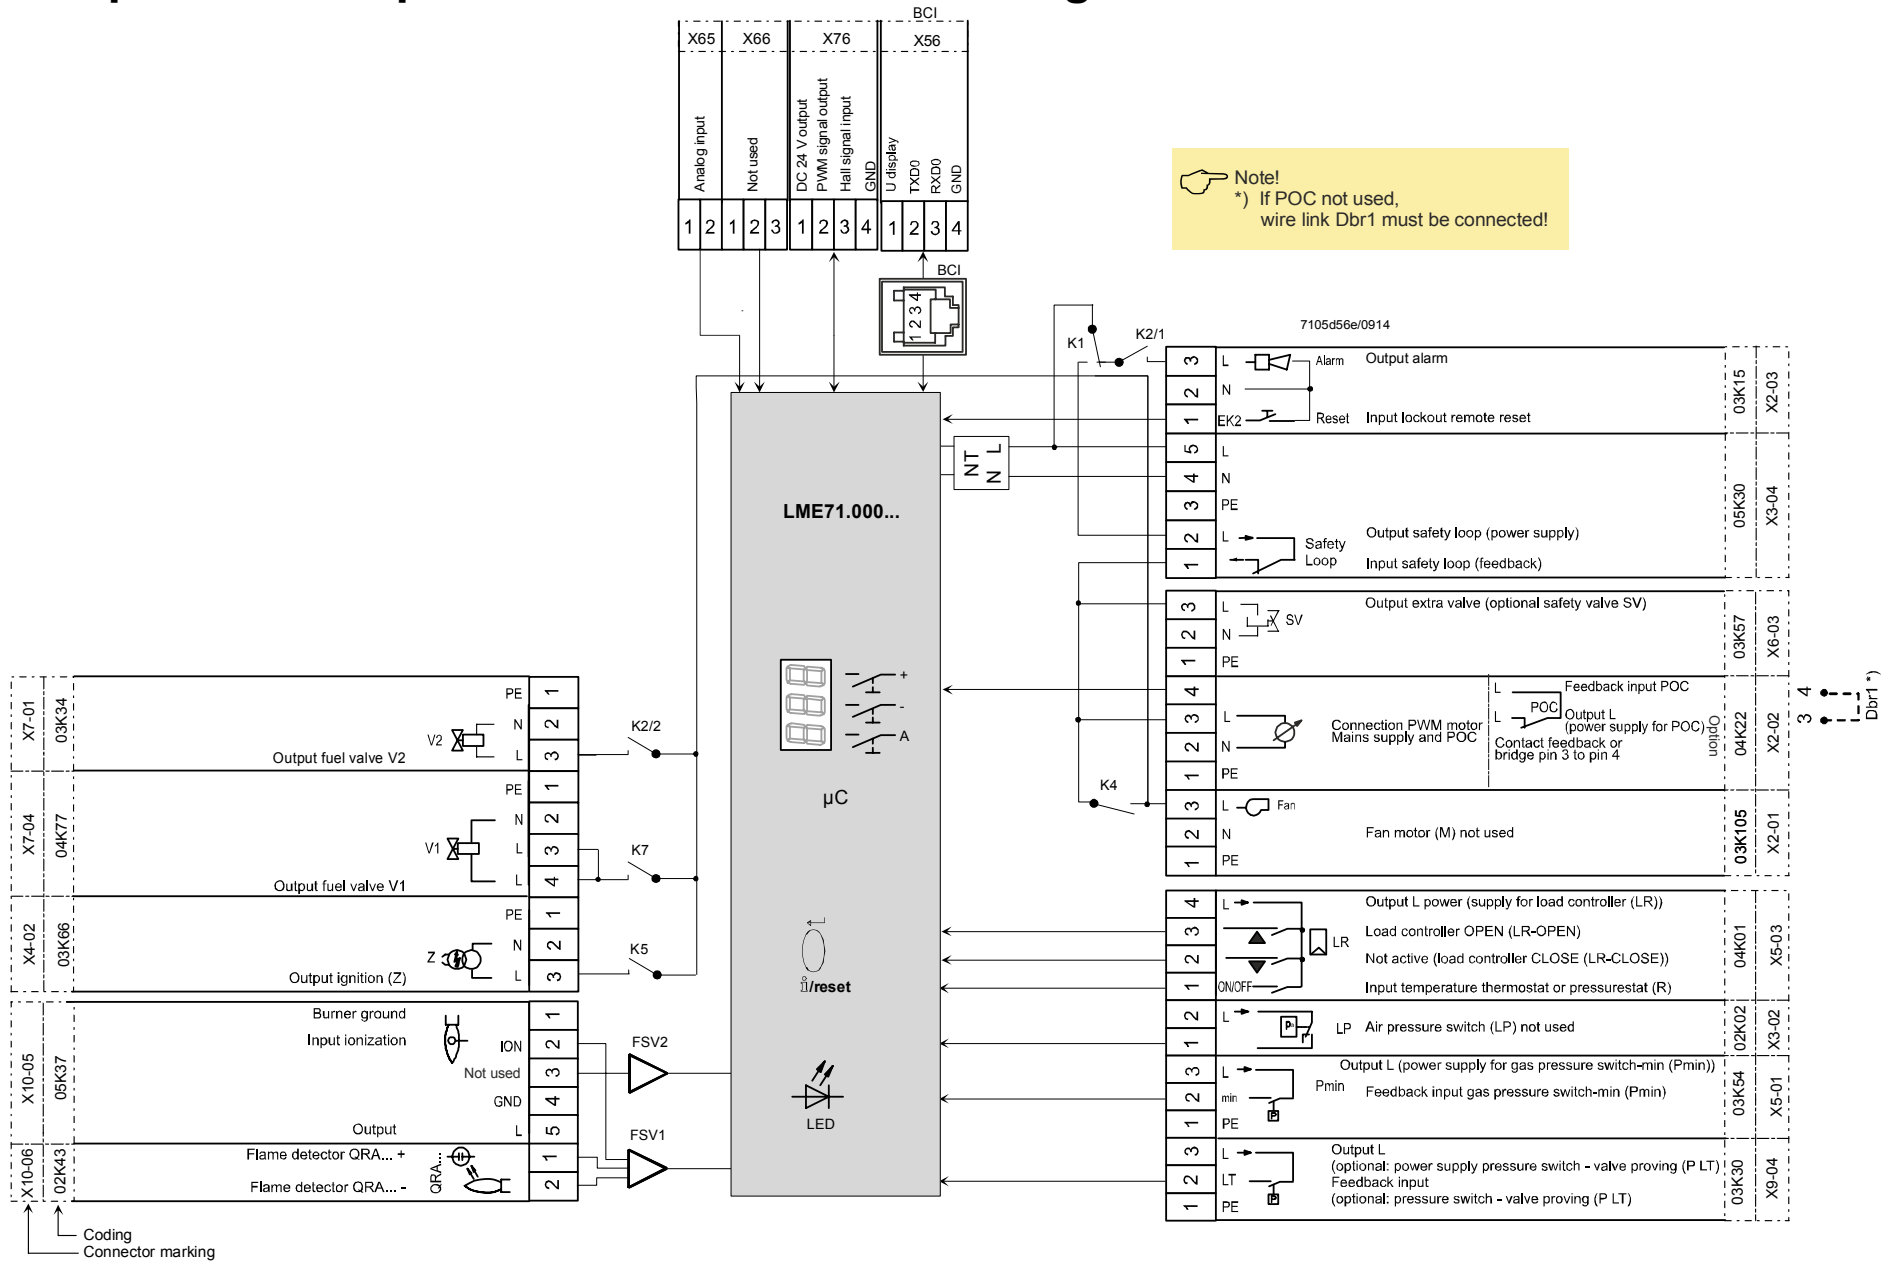 BCI
X65 X66 X76 X56
Analog input
Not used
DC 24 V output
PWM signal output
Hall signal input
GND
U display
TXD0
RXD0
GND
1 2 1 2 3 1 2 3 4 1 2 3 4
BCI
1 2 3 4
Note!
*) If POC not used,
wire link Dbr1 must be connected!
7105d56e/0914
K1
K2/1
3 L Alarm Output alarm
2 N
1 EK2 Reset Input lockout remote reset
03K15 X2-03
NT
N L
5 L
4 N
3 PE
2 L Output safety loop (power supply)
Safety
Loop
1 Input safety loop (feedback)
05K30 X3-04
3 L Output extra valve (optional safety valve SV)
SV
2 N
1 PE
03K57 X6-03
4
3 L
2 N
1 PE
Connection PWM motor
Mains supply and POC
L Feedback input POC
POC
L Output L
(power supply for POC)
Contact feedback or
bridge pin 3 to pin 4
Option
04K22 X2-02
3 4
Dbr1 *)
K4
3 L Fan
2 N Fan motor (M) not used
1 PE
03K105 X2-01
4 L Output L power (supply for load controller (LR))
3 Load controller OPEN (LR-OPEN)
LR
2 Not active (load controller CLOSE (LR-CLOSE))
1 ON/OFF Input temperature thermostat or pressurestat (R)
04K01 X5-03
2 L
LP Air pressure switch (LP) not used
1
02K02 X3-02
3 L Output L (power supply for gas pressure switch-min (Pmin))
Pmin
2 min Feedback input gas pressure switch-min (Pmin)
P
1 PE
03K54 X5-01
3 L Output L
(optional: power supply pressure switch - valve proving (P LT)
2 LT Feedback input
P
(optional: pressure switch - valve proving (P LT)
1 PE
03K30 X9-04
LME71.000...
+
-
A
µC
i/reset
LED
X7-01 03K34
PE 1
N 2
V2
Output fuel valve V2 L 3
K2/2
X7-04 04K77
PE 1
N 2
V1 L 3
Output fuel valve V1 L 4
K7
X4-02 03K66
PE 1
Z N 2
Output ignition (Z) L 3
K5
X10-05 05K37
Burner ground 1
Input ionization ION 2
Not used 3
GND 4
Output L 5
FSV2
FSV1
X10-06 02K43
Flame detector QRA... + 1
QRA...
Flame detector QRA... - 2
Coding
Connector marking